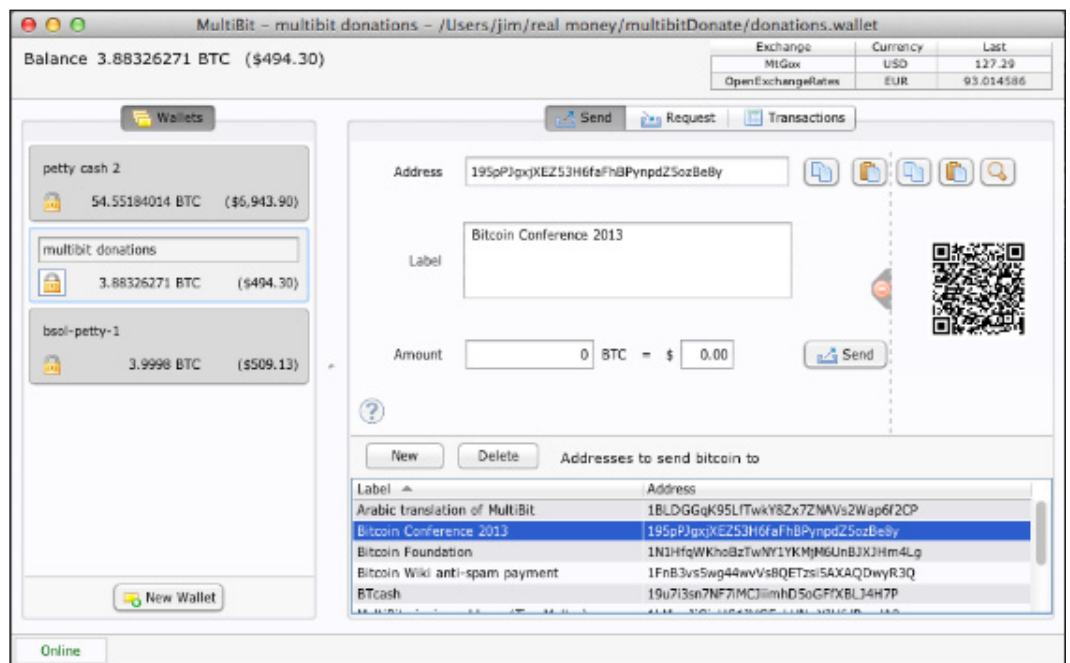 MultiBit – multibit donations – /Users/jim/real money/multibitDonate/donations.wallet
Balance 3.88326271 BTC ($494.30)
Exchange Currency Last
MtGox USD 127.29
OpenExchangeRates EUR 93.014586
Wallets
petty cash 2
54.55184014 BTC ($6,943.90)
multibit donations
3.88326271 BTC ($494.30)
bsol-petty-1
3.9998 BTC ($509.13)
New Wallet
Send Request Transactions
Address 195pPJgxjXEZ53H6faFhBPynpdZ5ozBe8y
Label Bitcoin Conference 2013
Amount 0 BTC = $ 0.00 Send
?
New Delete Addresses to send bitcoin to
Label Address
Arabic translation of MultiBit 1BLDGGqK95LfTwkY8Zx7ZNAVs2Wap6f2CP
Bitcoin Conference 2013 195pPJgxjXEZ53H6faFhBPynpdZ5ozBe8y
Bitcoin Foundation 1N1HfqWKhoBzTwNY1YKMjM6UnBJXJHm4Lg
Bitcoin Wiki anti-spam payment 1FnB3vs5wg44wvVs8QETzsi5AXAQDwyR3Q
BTcash
Online